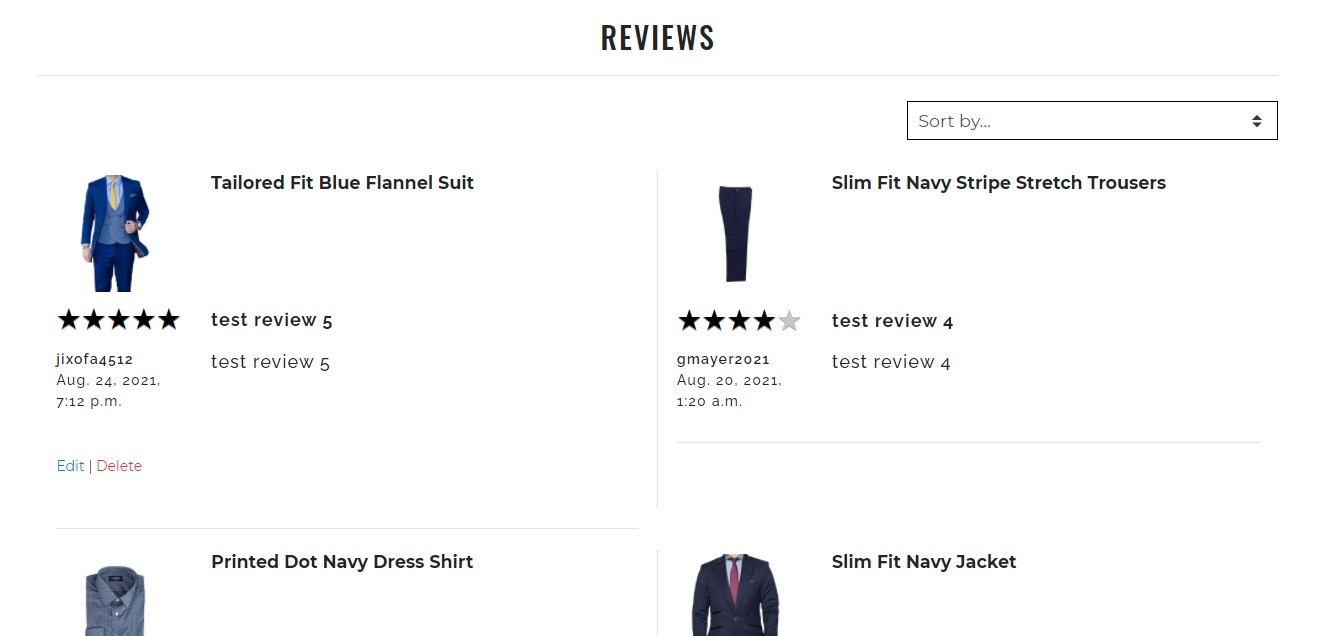 REVIEWS
Sort by...
Tailored Fit Blue Flannel Suit
test review 5
jixofa4512
Aug. 24, 2021,
7:12 p.m.
test review 5
Edit | Delete
Slim Fit Navy Stripe Stretch Trousers
test review 4
gmayer2021
Aug. 20, 2021,
1:20 a.m.
test review 4
Printed Dot Navy Dress Shirt
Slim Fit Navy Jacket